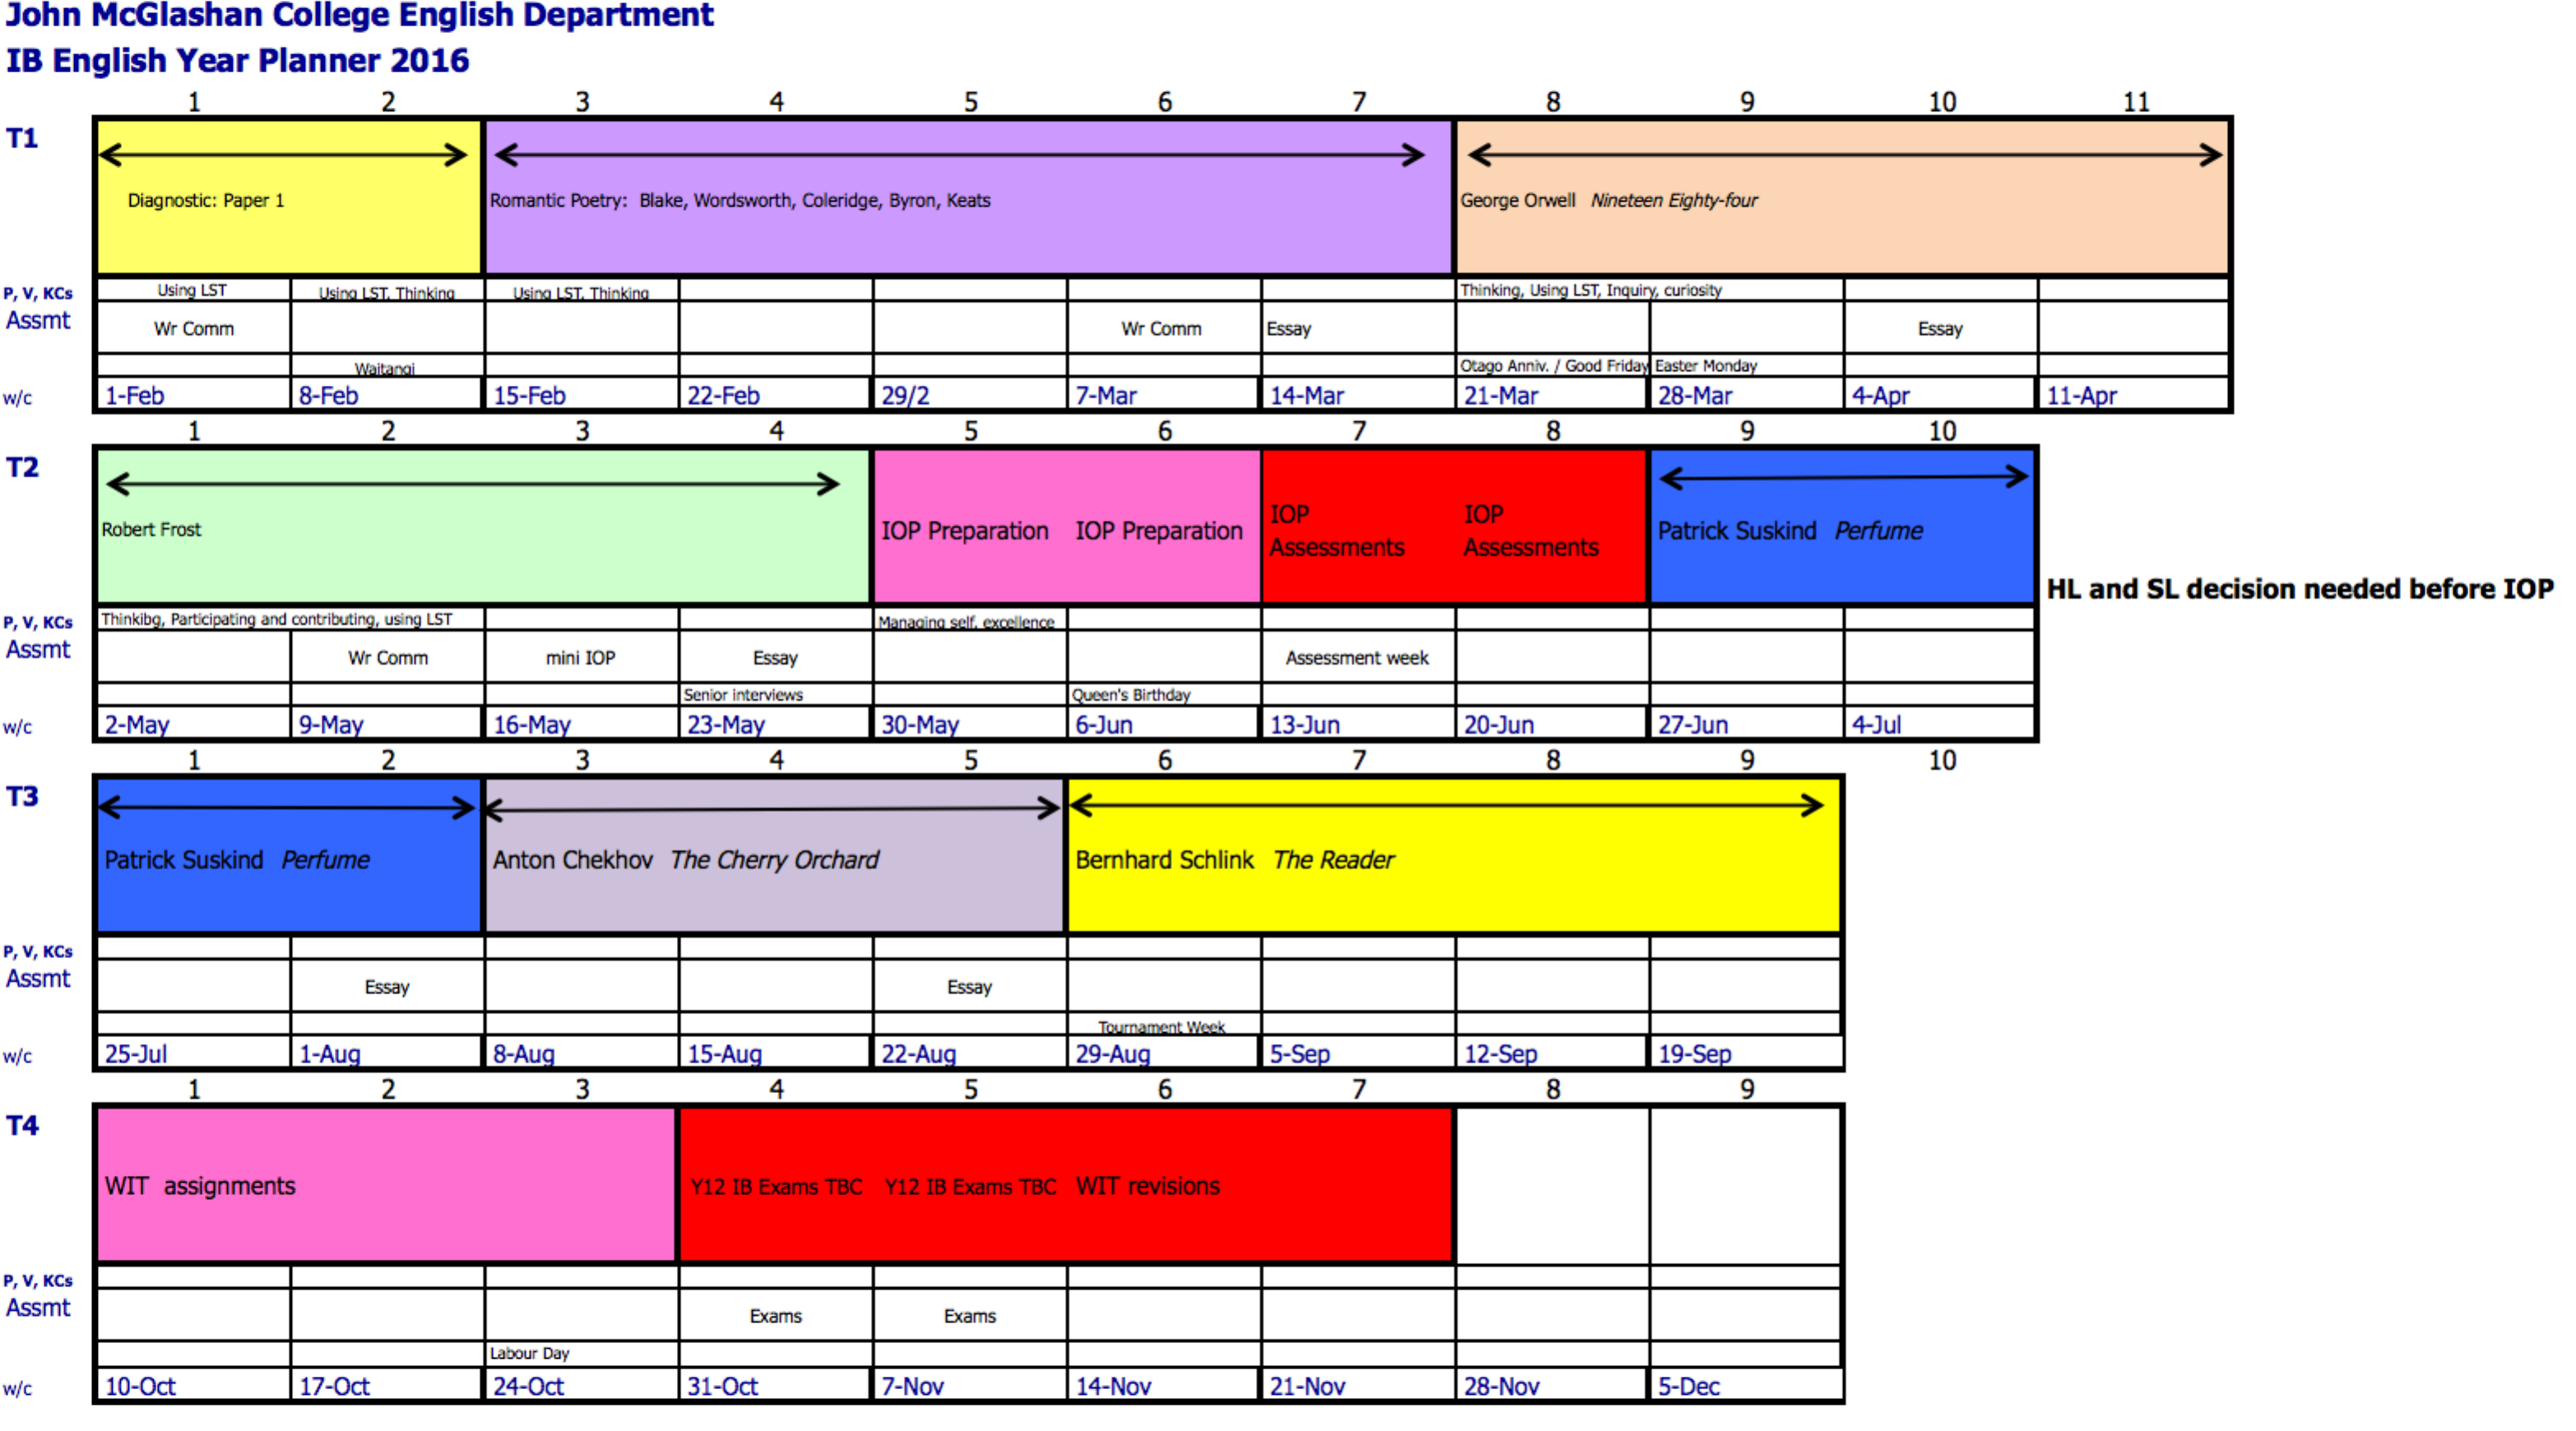 John McGlashan College English Department
IB English Year Planner 2016
1 2 3 4 5 6 7 8 9 10 11
T1
Diagnostic: Paper 1 Romantic Poetry: Blake, Wordsworth, Coleridge, Byron, Keats George Orwell Nineteen Eighty-four
P, V, KCs Using LST Using LST, Thinking Using LST, Thinking Thinking, Using LST, Inquiry, curiosity
Assmt Wr Comm Wr Comm Essay Essay
Waitangi Otago Anniv. / Good Friday Easter Monday
w/c 1-Feb 8-Feb 15-Feb 22-Feb 29/2 7-Mar 14-Mar 21-Mar 28-Mar 4-Apr 11-Apr
1 2 3 4 5 6 7 8 9 10
T2
Robert Frost IOP Preparation IOP Preparation IOP Assessments IOP Assessments Patrick Suskind Perfume
HL and SL decision needed before IOP
P, V, KCs Thinkibg, Participating and contributing, using LST Managing self, excellence
Assmt Wr Comm mini IOP Essay Assessment week
Senior interviews Queen's Birthday
w/c 2-May 9-May 16-May 23-May 30-May 6-Jun 13-Jun 20-Jun 27-Jun 4-Jul
1 2 3 4 5 6 7 8 9 10
T3
Patrick Suskind Perfume Anton Chekhov The Cherry Orchard Bernhard Schlink The Reader
P, V, KCs
Assmt Essay Essay
Tournament Week
w/c 25-Jul 1-Aug 8-Aug 15-Aug 22-Aug 29-Aug 5-Sep 12-Sep 19-Sep
1 2 3 4 5 6 7 8 9
T4
WIT assignments Y12 IB Exams TBC Y12 IB Exams TBC WIT revisions
P, V, KCs
Assmt Exams Exams
Labour Day
w/c 10-Oct 17-Oct 24-Oct 31-Oct 7-Nov 14-Nov 21-Nov 28-Nov 5-Dec